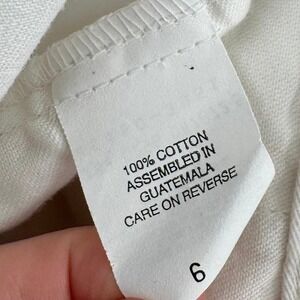 100% COTTON
ASSEMBLED IN
GUATEMALA
CARE ON REVERSE
6